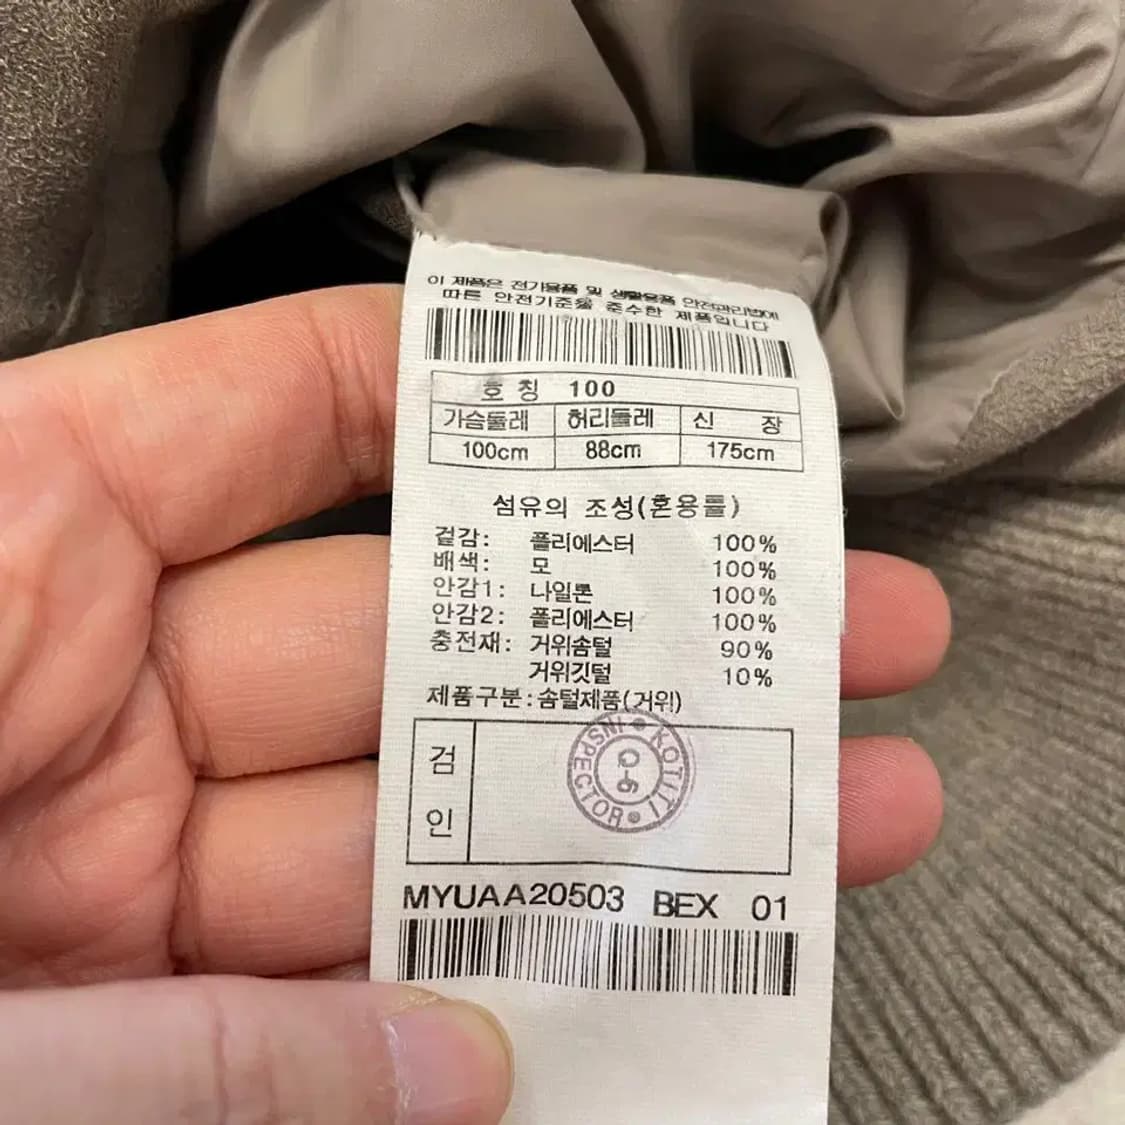 이 제품은 전기용품 및 생활용품 안전관리법에
따른 안전기준을 준수한 제품입니다
호칭 100
가슴둘레 허리둘레 신 장
100cm 88cm 175cm
섬유의 조성(혼용률)
겉감: 폴리에스터 100%
배색: 모 100%
안감1: 나일론 100%
안감2: 폴리에스터 100%
충전재: 거위솜털 90%
거위깃털 10%
제품구분:솜털제품(거위)
검인
KOTITI INSPECTOR
Q-6
MYUAA20503 BEX 01